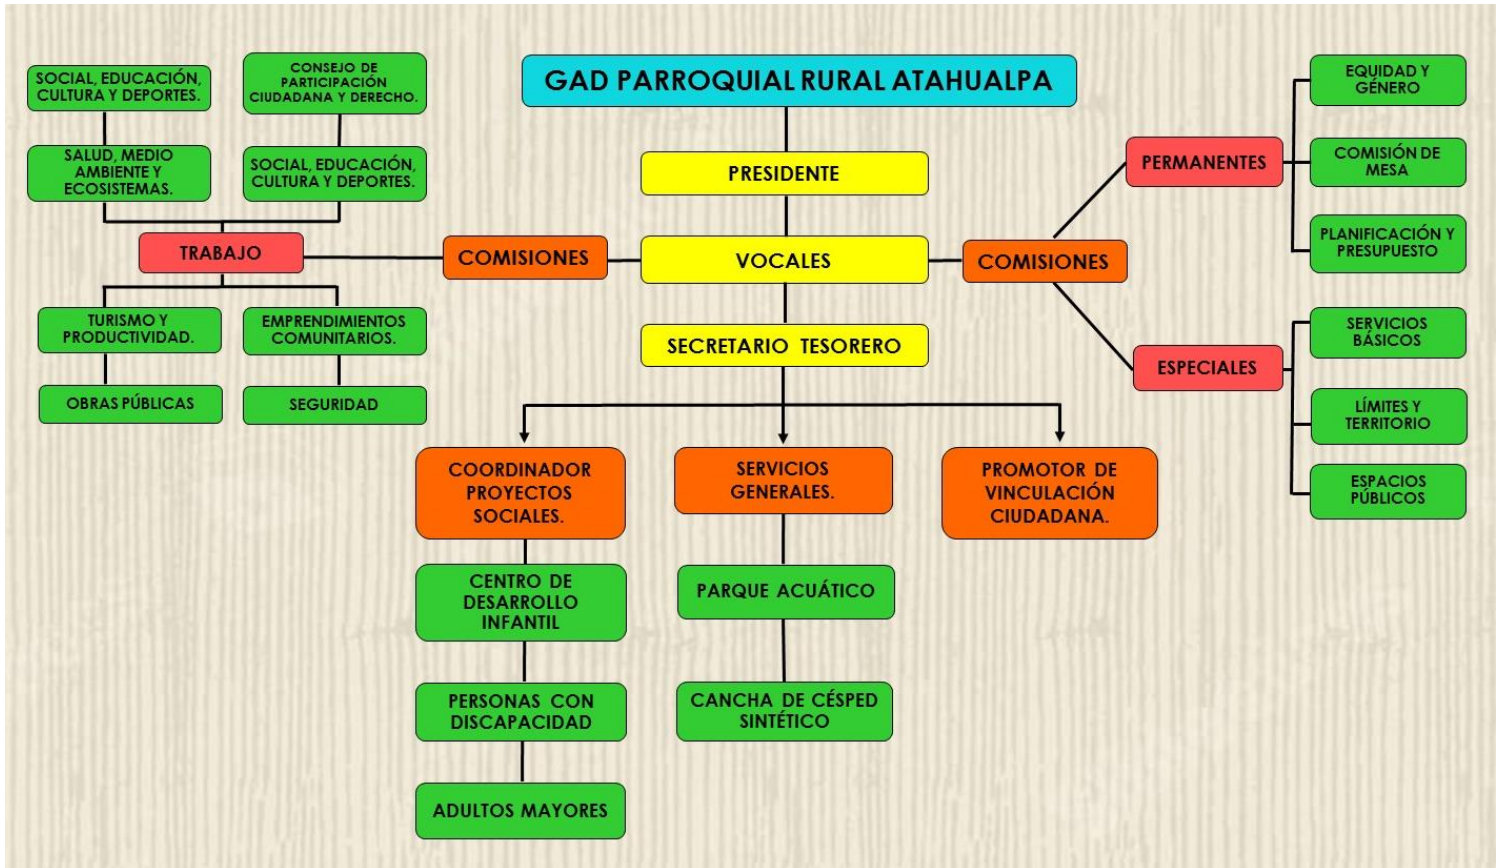 GAD PARROQUIAL RURAL ATAHUALPA
PRESIDENTE
VOCALES
SECRETARIO TESORERO
SOCIAL, EDUCACIÓN,
CULTURA Y DEPORTES.
CONSEJO DE
PARTICIPACIÓN
CIUDADANA Y DERECHO.
SALUD, MEDIO
AMBIENTE Y
ECOSISTEMAS.
SOCIAL, EDUCACIÓN,
CULTURA Y DEPORTES.
TRABAJO
COMISIONES
TURISMO Y
PRODUCTIVIDAD.
EMPRENDIMIENTOS
COMUNITARIOS.
OBRAS PÚBLICAS
SEGURIDAD
COMISIONES
PERMANENTES
EQUIDAD Y
GÉNERO
COMISIÓN DE
MESA
PLANIFICACIÓN Y
PRESUPUESTO
ESPECIALES
SERVICIOS
BÁSICOS
LÍMITES Y
TERRITORIO
ESPACIOS
PÚBLICOS
COORDINADOR
PROYECTOS
SOCIALES.
CENTRO DE
DESARROLLO
INFANTIL
PERSONAS CON
DISCAPACIDAD
ADULTOS MAYORES
SERVICIOS
GENERALES.
PARQUE ACUÁTICO
CANCHA DE CÉSPED
SINTÉTICO
PROMOTOR DE
VINCULACIÓN
CIUDADANA.